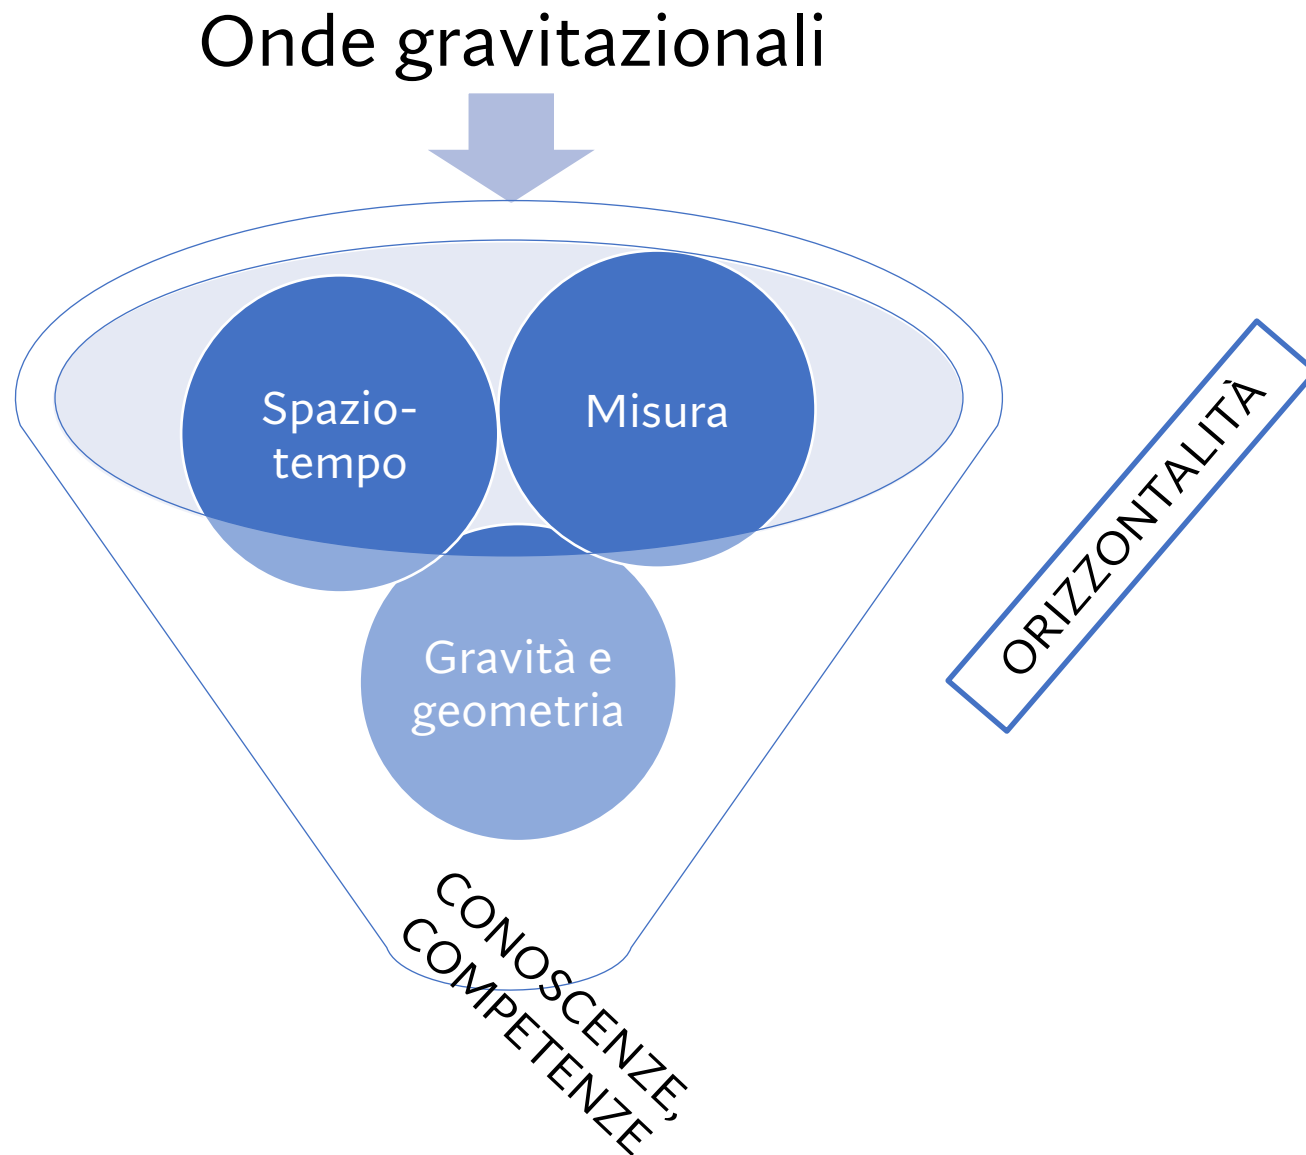 Onde gravitazionali
Spazio-
tempo
Misura
ORIZZONTALITÀ
Gravità e
geometria
CONOSCENZE,
COMPETENZE